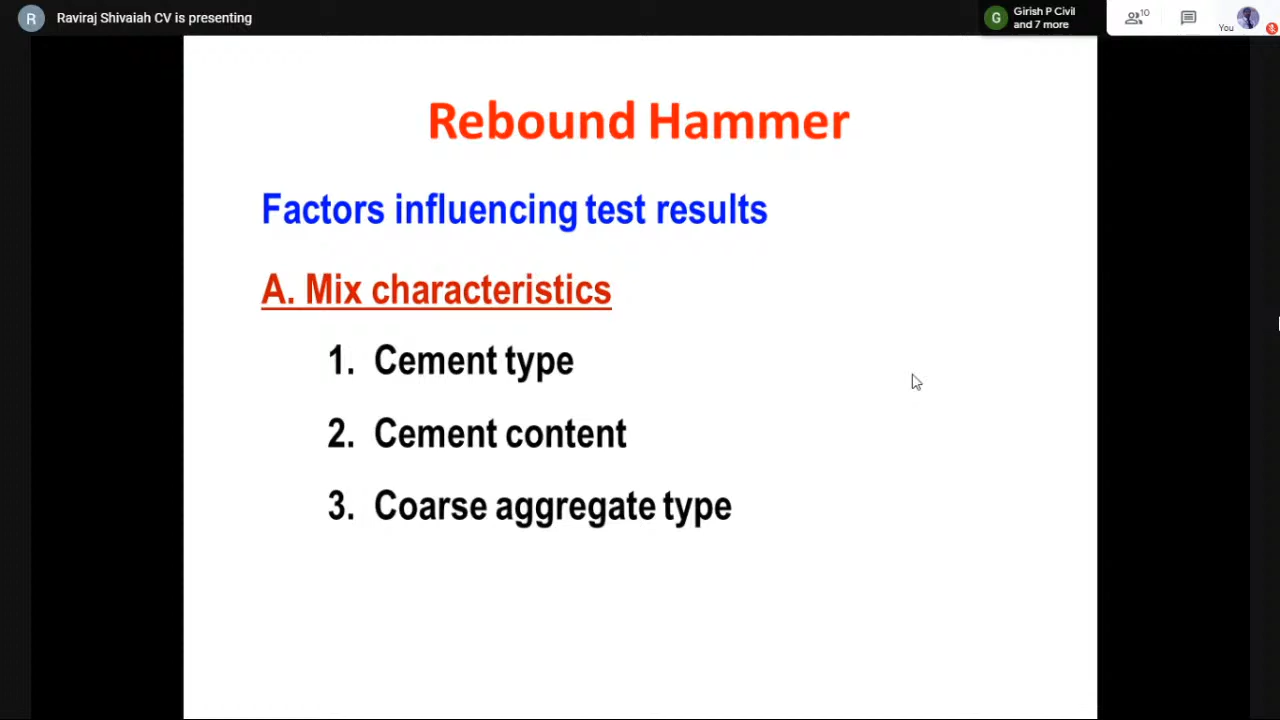 R
Raviraj Shivaiah CV is presenting
G
Girish P Civil
and 7 more
10
You
Rebound Hammer
Factors influencing test results
A. Mix characteristics
1. Cement type
2. Cement content
3. Coarse aggregate type